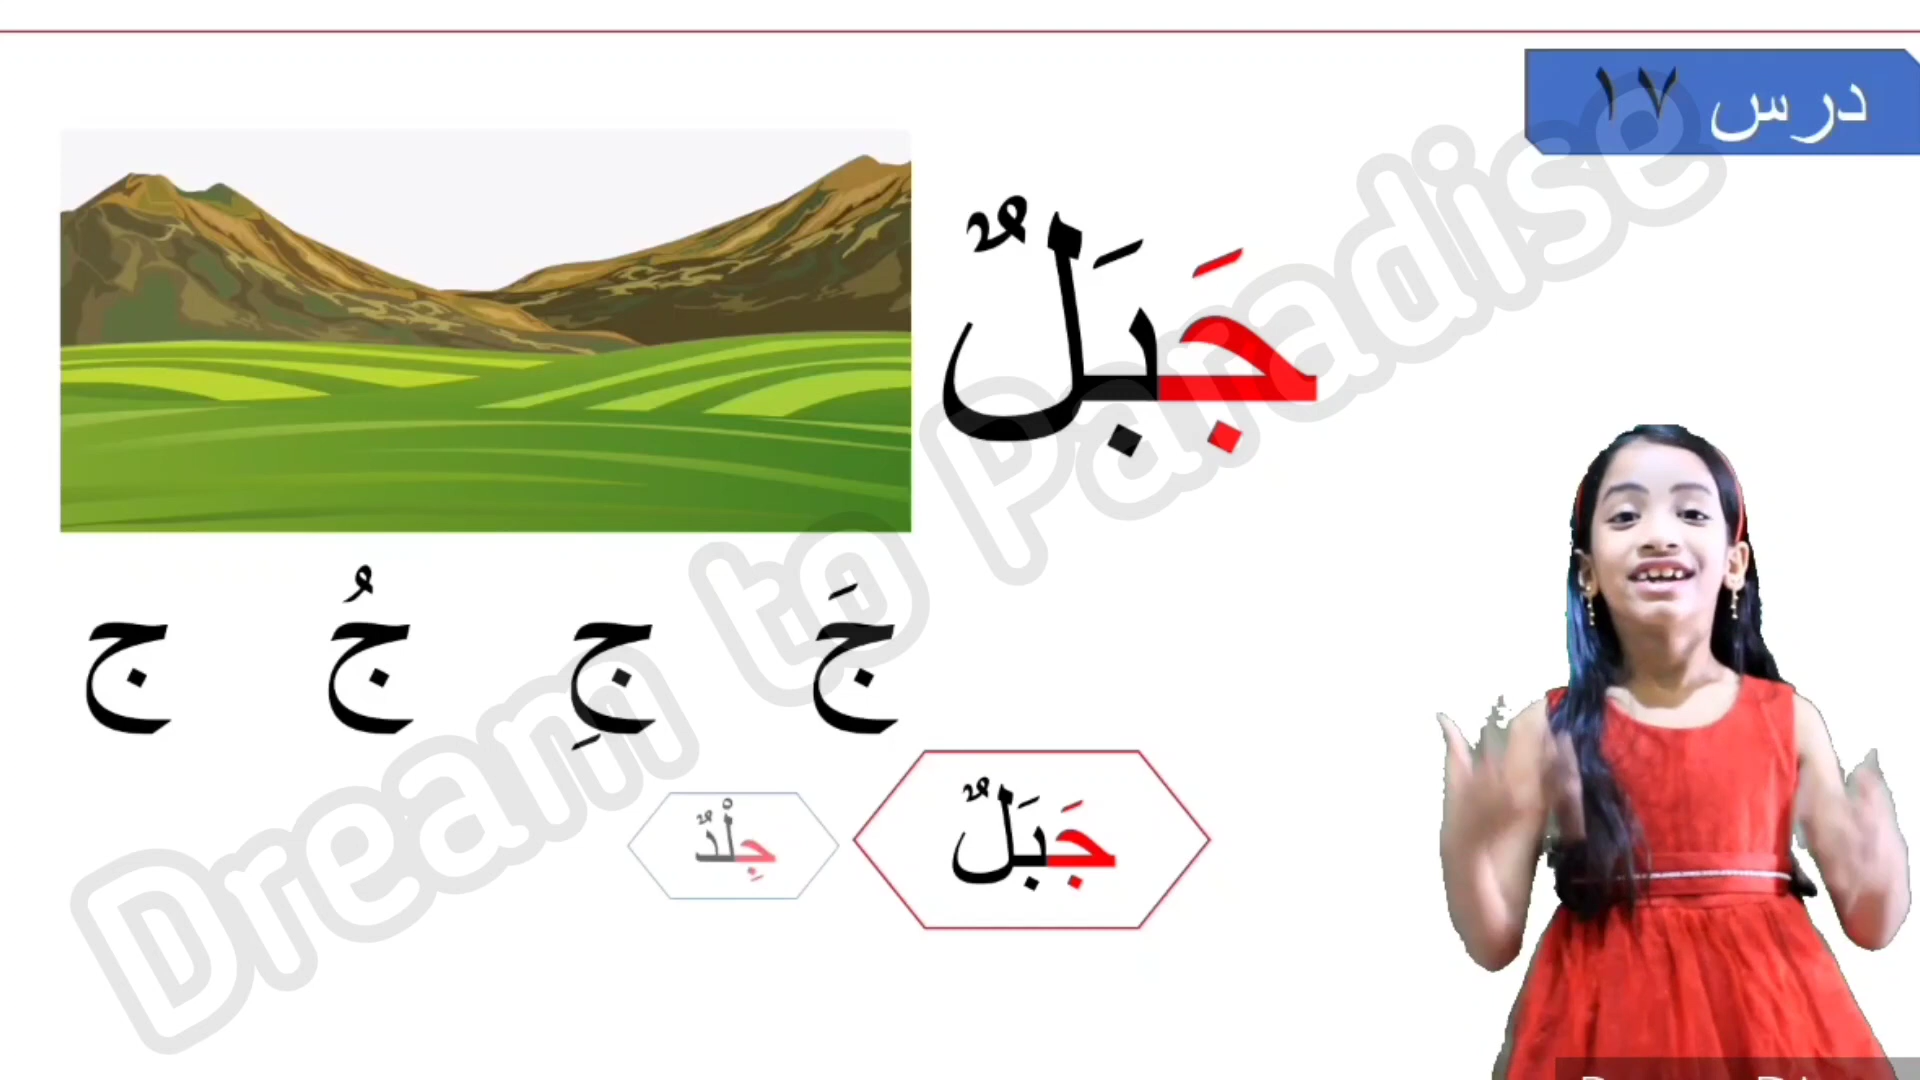 درس ١٧
جَبَلٌ
جَ جِ جُ ج
جَبَلٌ جِلْدٌ
Dream to Paradise